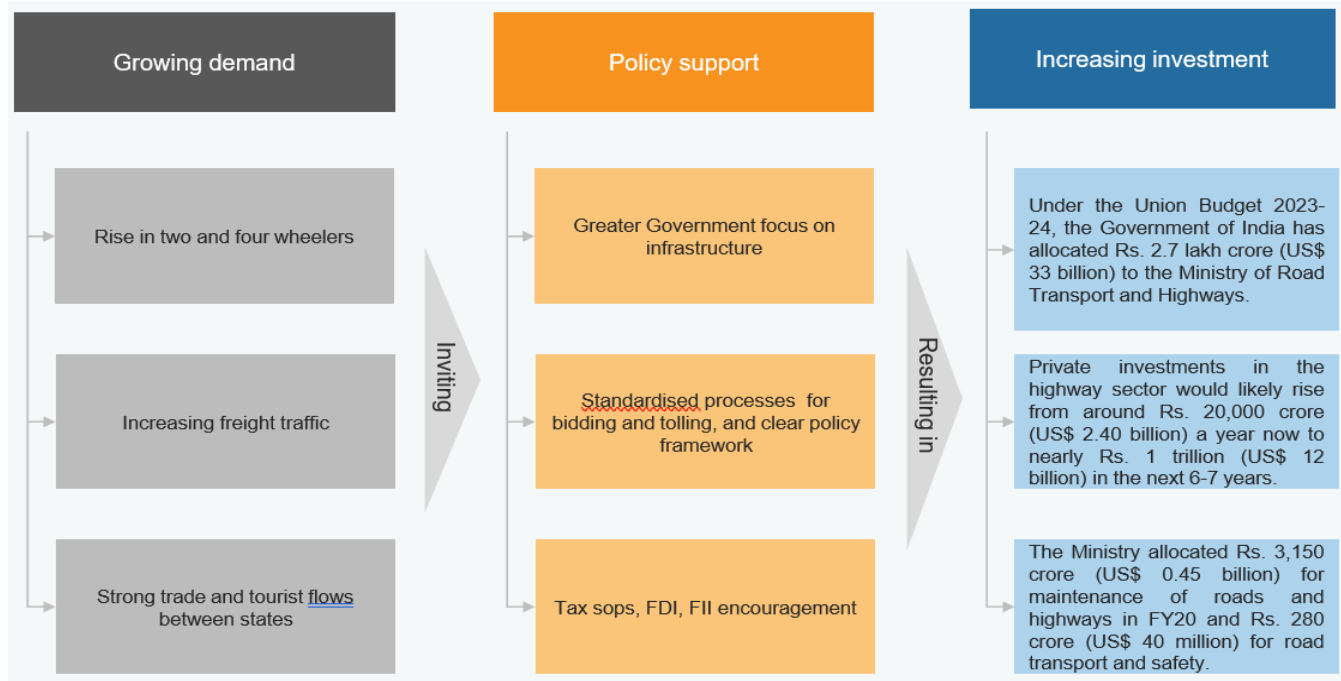 Growing demand
Rise in two and four wheelers
Increasing freight traffic
Strong trade and tourist flows
between states
Inviting
Policy support
Greater Government focus on
infrastructure
Standardised processes for
bidding and tolling, and clear policy
framework
Tax sops, FDI, FII encouragement
Resulting in
Increasing investment
Under the Union Budget 2023-
24, the Government of India has
allocated Rs. 2.7 lakh crore (US$
33 billion) to the Ministry of Road
Transport and Highways.
Private investments in the
highway sector would likely rise
from around Rs. 20,000 crore
(US$ 2.40 billion) a year now to
nearly Rs. 1 trillion (US$ 12
billion) in the next 6-7 years.
The Ministry allocated Rs. 3,150
crore (US$ 0.45 billion) for
maintenance of roads and
highways in FY20 and Rs. 280
crore (US$ 40 million) for road
transport and safety.